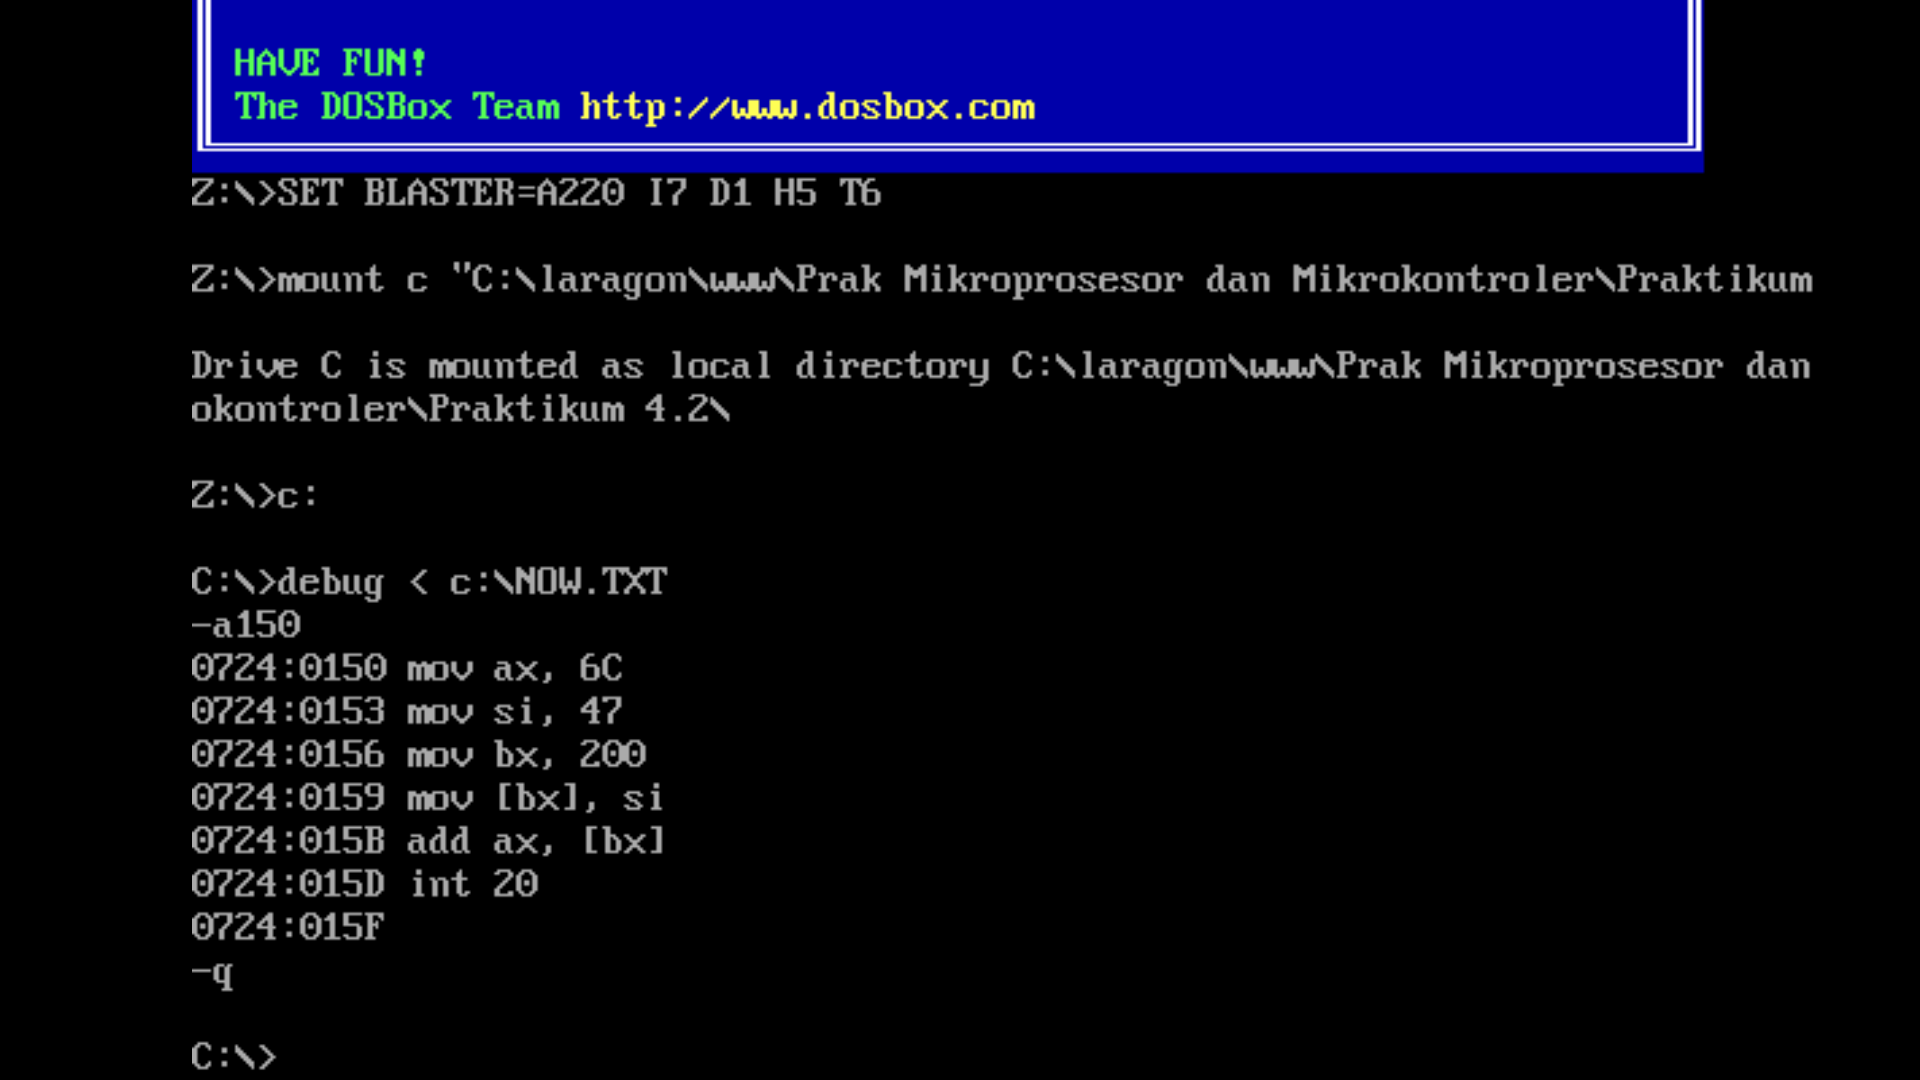 HAVE FUN!
The DOSBox Team http://www.dosbox.com
Z:\>SET BLASTER=A220 I7 D1 H5 T6
Z:\>mount c "C:\laragon\www\Prak Mikroprosesor dan Mikrokontroler\Praktikum
Drive C is mounted as local directory C:\laragon\www\Prak Mikroprosesor dan
okontroler\Praktikum 4.2\
Z:\>c:
C:\>debug < c:\NOW.TXT
-a150
0724:0150 mov ax, 6C
0724:0153 mov si, 47
0724:0156 mov bx, 200
0724:0159 mov [bx], si
0724:015B add ax, [bx]
0724:015D int 20
0724:015F
-q
C:\>